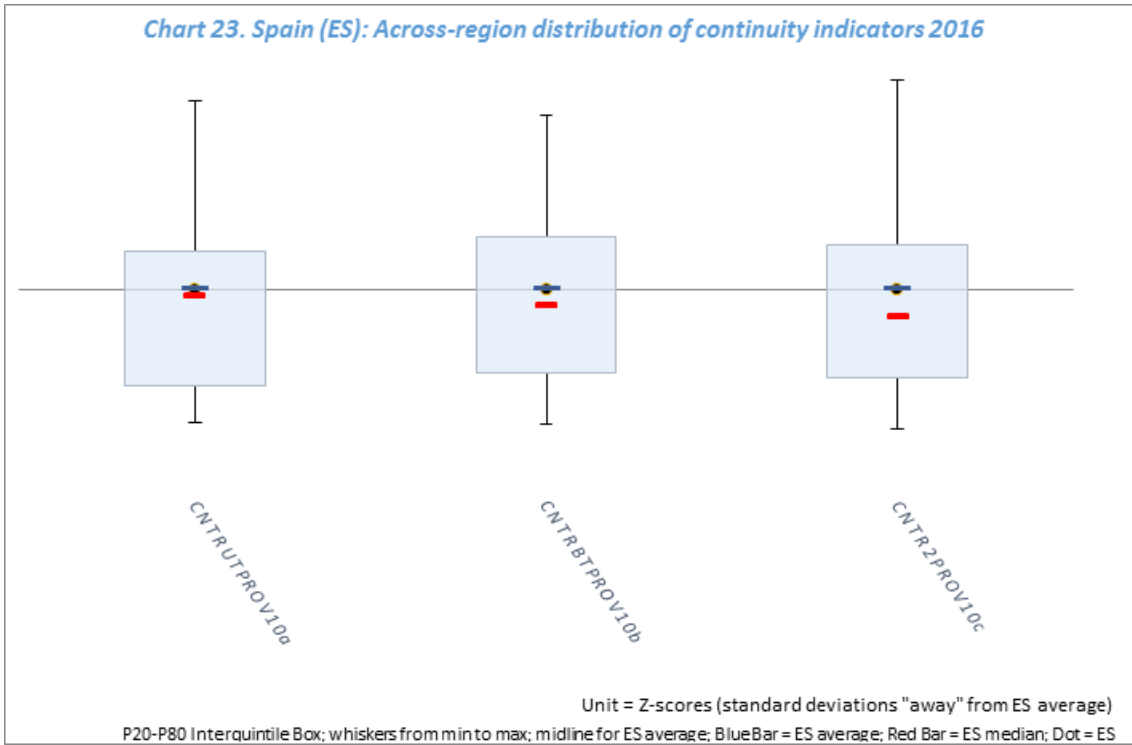 Chart 23. Spain (ES): Across-region distribution of continuity indicators 2016
CNTRUTPROV10a
CNTRBTPROV10b
CNTR2PROV10c
Unit = Z-scores (standard deviations "away" from ES average)
P20-P80 Interquintile Box; whiskers from min to max; midline for ES average; Blue Bar = ES average; Red Bar = ES median; Dot = ES